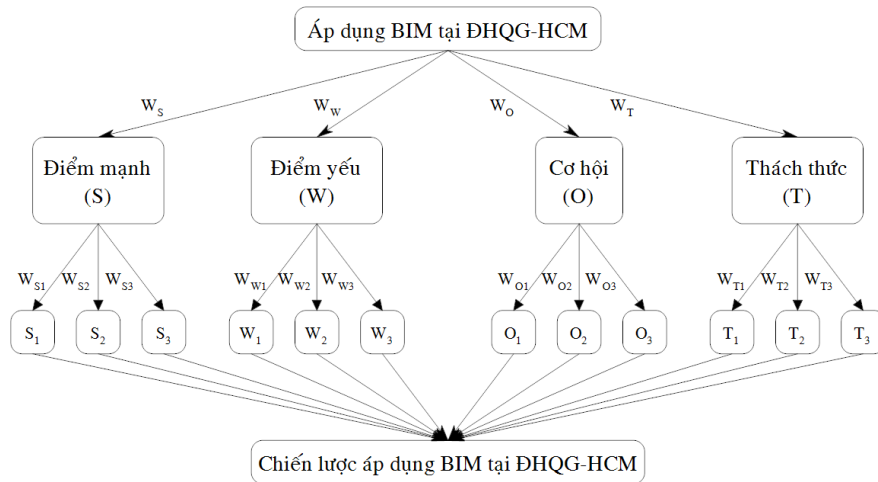 Áp dụng BIM tại ĐHQG-HCM
W_S W_W W_O W_T
Điểm mạnh Điểm yếu Cơ hội Thách thức
(S) (W) (O) (T)
W_S1 W_S2 W_S3 W_W1 W_W2 W_W3 W_O1 W_O2 W_O3 W_T1 W_T2 W_T3
S_1 S_2 S_3 W_1 W_2 W_3 O_1 O_2 O_3 T_1 T_2 T_3
Chiến lược áp dụng BIM tại ĐHQG-HCM